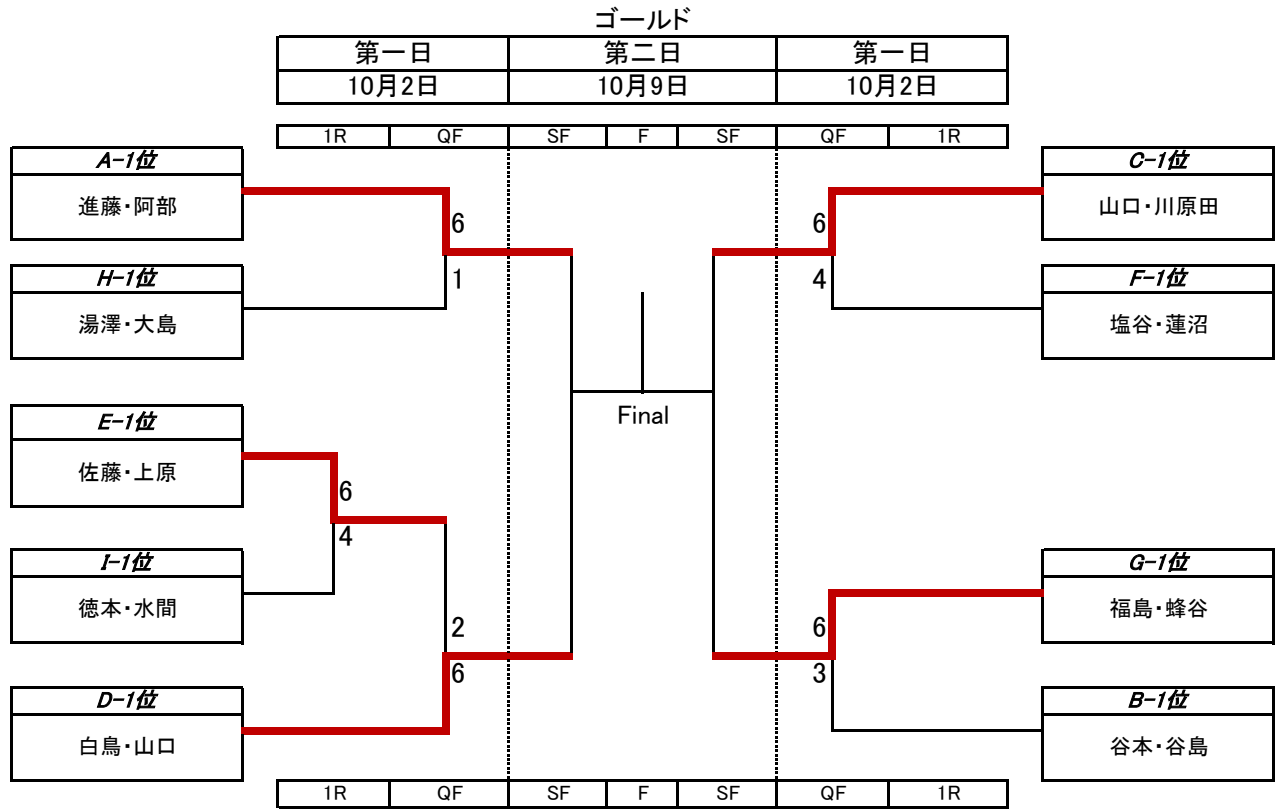 ゴールド
第一日 第二日 第一日
10月2日 10月9日 10月2日
1R QF SF F SF QF 1R
A-1位 C-1位
進藤・阿部 山口・川原田
6 6
H-1位 F-1位
1 4
湯澤・大島 塩谷・蓮沼
Final
E-1位
佐藤・上原
6
4
I-1位 G-1位
徳本・水間 福島・蜂谷
2 6
6 3
D-1位 B-1位
白鳥・山口 谷本・谷島
1R QF SF F SF QF 1R